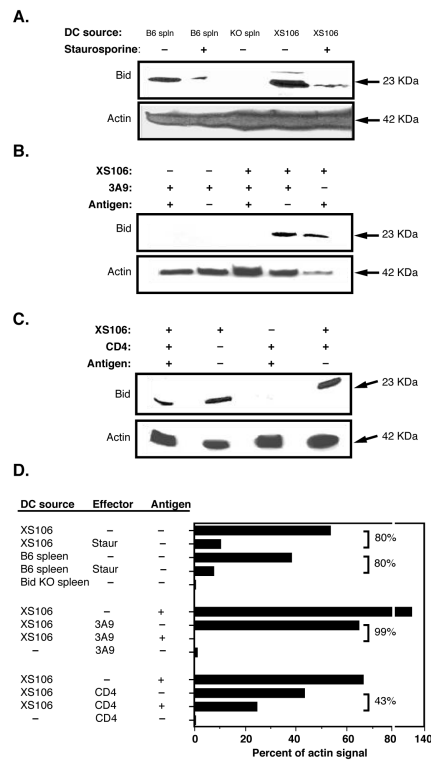 A.
DC source: B6 spln B6 spln KO spln XS106 XS106
Staurosporine: – + – – +
Bid 23 KDa
Actin 42 KDa
B.
XS106: – – + + +
3A9: + + + + –
Antigen: + – + – +
Bid 23 KDa
Actin 42 KDa
C.
XS106: + + – +
CD4: + – + +
Antigen: + – + –
Bid 23 KDa
Actin 42 KDa
D.
DC source Effector Antigen
XS106 – –
XS106 Staur –
80%
B6 spleen – –
B6 spleen Staur –
80%
Bid KO spleen – –
XS106 – +
XS106 3A9 –
XS106 3A9 +
99%
– 3A9 –
XS106 – +
XS106 CD4 –
XS106 CD4 +
43%
– CD4 –
0 20 40 60 80 140
Percent of actin signal